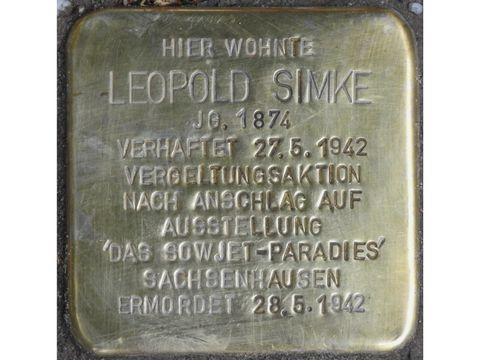 HIER WOHNTE
LEOPOLD SIMKE
JG. 1874
VERHAFTET 27.5.1942
VERGELTUNGSAKTION
NACH ANSCHLAG AUF
AUSSTELLUNG
'DAS SOWJET-PARADIES'
SACHSENHAUSEN
ERMORDET 28.5.1942